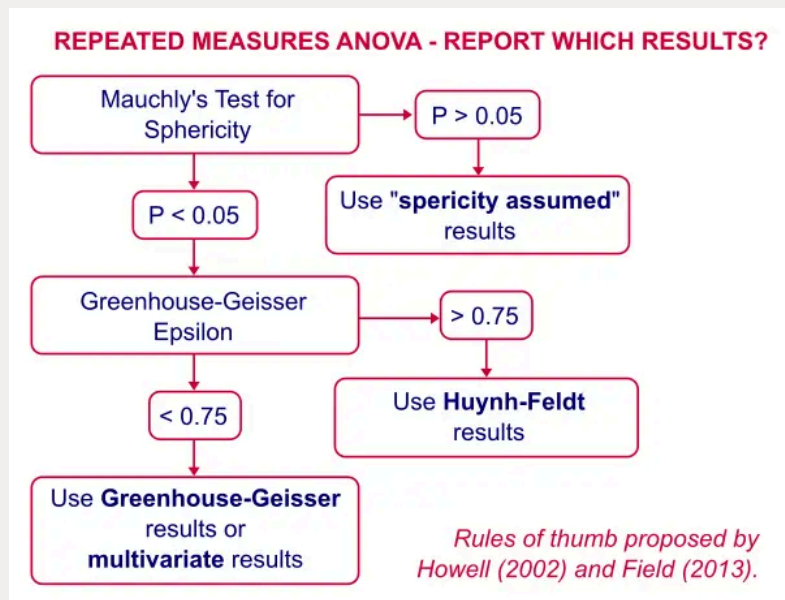 REPEATED MEASURES ANOVA - REPORT WHICH RESULTS?
Mauchly's Test for
Sphericity
P > 0.05
Use "spericity assumed"
results
P < 0.05
Greenhouse-Geisser
Epsilon
> 0.75
Use Huynh-Feldt
results
< 0.75
Use Greenhouse-Geisser
results or
multivariate results
Rules of thumb proposed by
Howell (2002) and Field (2013).